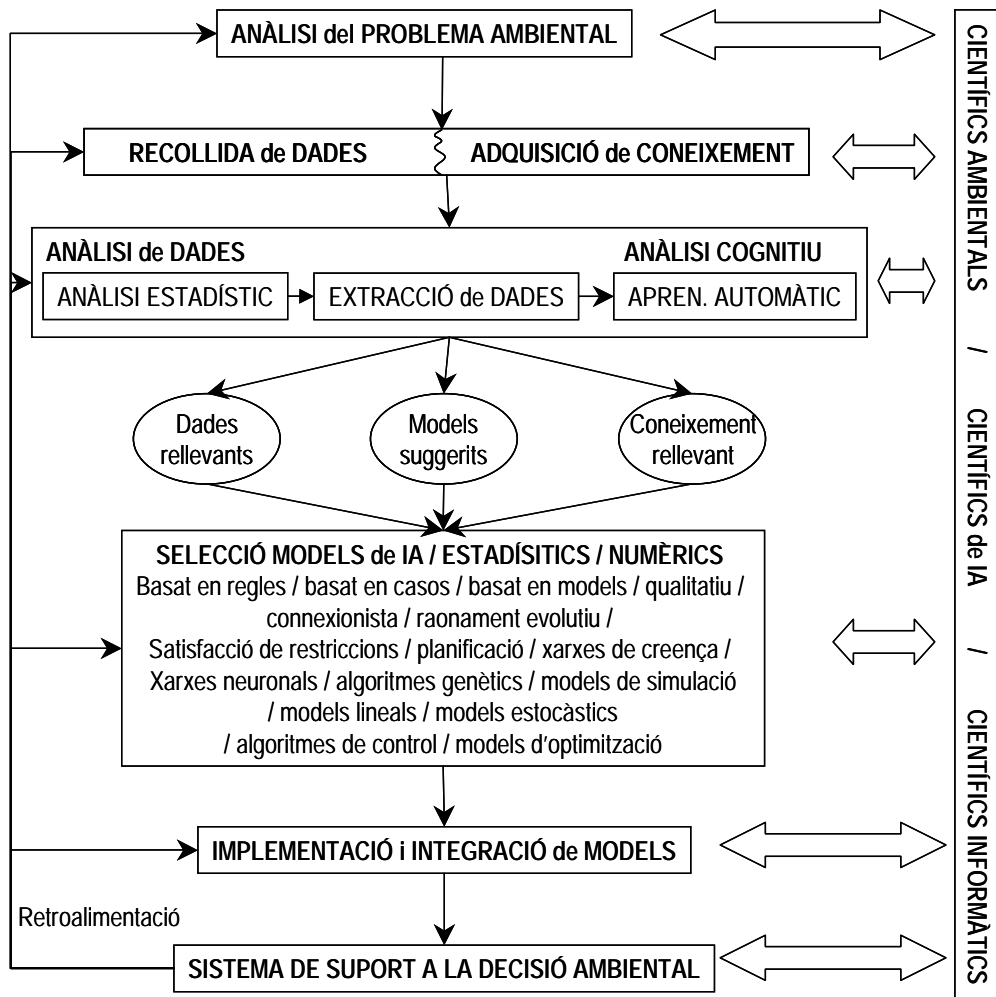 ANÀLISI del PROBLEMA AMBIENTAL
RECOLLIDA de DADES
ADQUISICIÓ de CONEIXEMENT
ANÀLISI de DADES
ANÀLISI COGNITIU
ANÀLISI ESTADÍSTIC
EXTRACCIÓ de DADES
APREN. AUTOMÀTIC
Dades
rellevants
Models
suggerits
Coneixement
rellevant
SELECCIÓ MODELS de IA / ESTADÍSITICS / NUMÈRICS
Basat en regles / basat en casos / basat en models / qualitatiu /
connexionista / raonament evolutiu /
Satisfacció de restriccions / planificació / xarxes de creença /
Xarxes neuronals / algoritmes genètics / models de simulació
/ models lineals / models estocàstics
/ algoritmes de control / models d'optimització
IMPLEMENTACIÓ i INTEGRACIÓ de MODELS
Retroalimentació
SISTEMA DE SUPORT A LA DECISIÓ AMBIENTAL
CIENTÍFICS AMBIENTALS / CIENTÍFICS de IA / CIENTÍFICS INFORMÀTICS